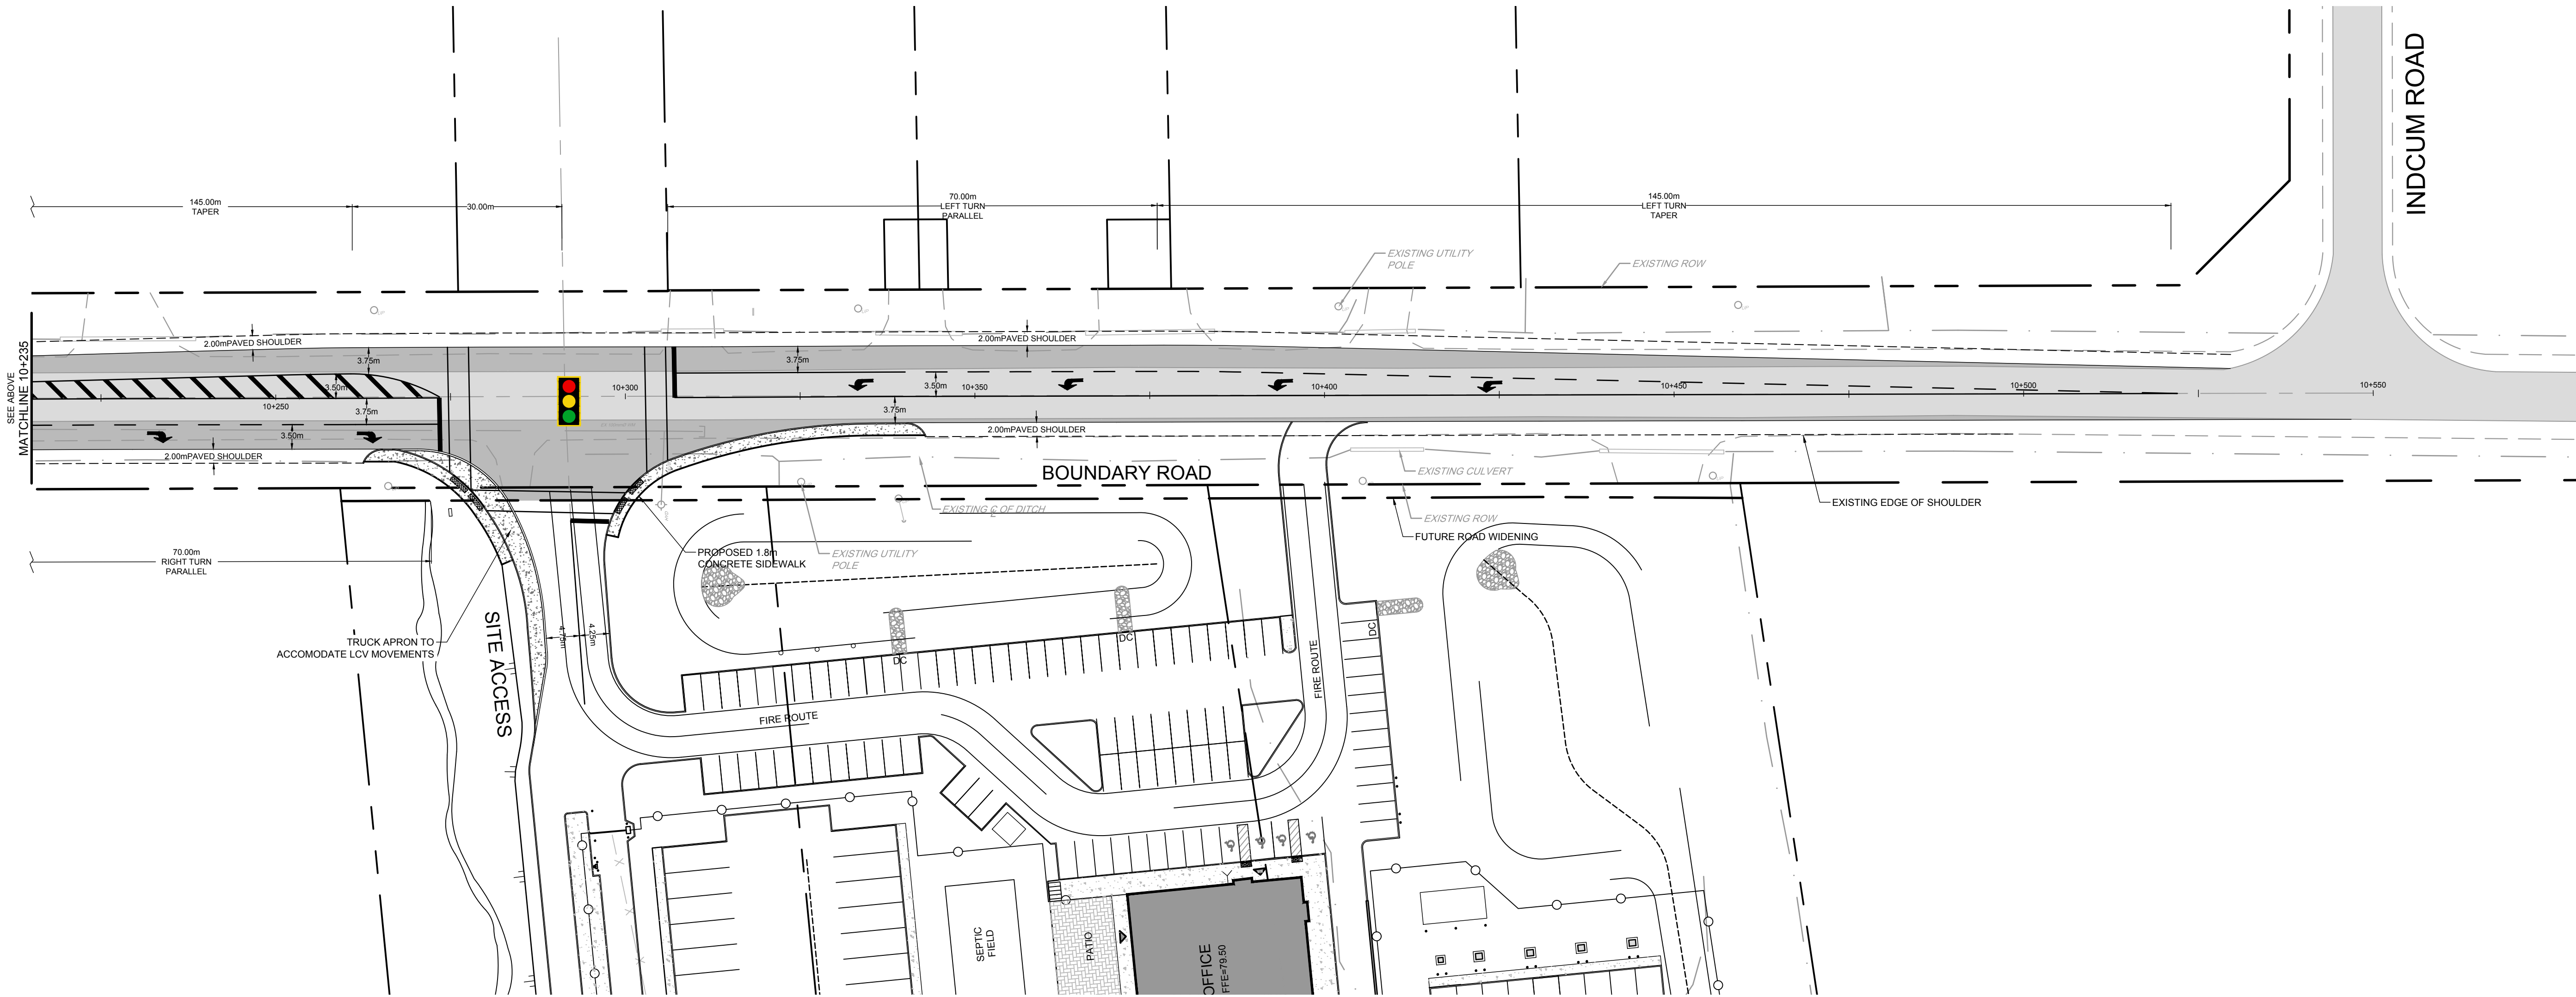 INDCUM ROAD
145.00m
TAPER
30.00m
70.00m
LEFT TURN
PARALLEL
145.00m
LEFT TURN
TAPER
EXISTING UTILITY
POLE
EXISTING ROW
SEE ABOVE
MATCHLINE 10+235
2.00mPAVED SHOULDER
2.00mPAVED SHOULDER
3.75m
3.75m
3.50m
10+250
3.75m
3.50m
10+300
3.50m
10+350
3.75m
10+400
10+450
10+500
10+550
2.00mPAVED SHOULDER
2.00mPAVED SHOULDER
BOUNDARY ROAD
EXISTING CULVERT
EXISTING EDGE OF SHOULDER
EXISTING ℄ OF DITCH
EXISTING ROW
FUTURE ROAD WIDENING
70.00m
RIGHT TURN
PARALLEL
PROPOSED 1.8m
CONCRETE SIDEWALK
EXISTING UTILITY
POLE
TRUCK APRON TO
ACCOMODATE LCV MOVEMENTS
SITE ACCESS
4.75m
4.25m
DC
DC
DC
FIRE ROUTE
FIRE ROUTE
SEPTIC
FIELD
PATIO
OFFICE
FFE=79.50